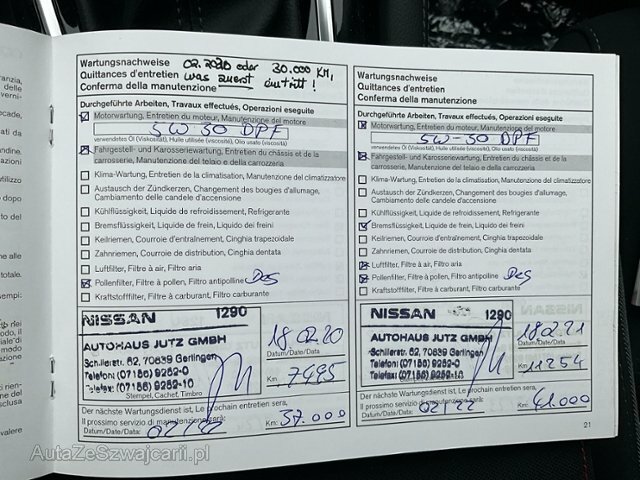 Wartungsnachweise 02.2020 oder 30.000 KM,
Quittances d'entretien was zuerst eintritt!
Conferma della manutenzione
Durchgeführte Arbeiten, Travaux effectués, Operazioni eseguite
Motorwartung, Entretien du moteur, Manutenzione del motore
5W 30 DPF
verwendetes Öl (Viskosität), Huile utilisée (viscosité), Olio usato (viscosità)
Fahrgestell- und Karosseriewartung, Entretien du châssis et de la
carrosserie, Manutenzione del telaio e della carrozzeria
Klima-Wartung, Entretien de la climatisation, Manutenzione del climatizzatore
Austausch der Zündkerzen, Changement des bougies d'allumage,
Cambiamento delle candele d'accensione
Kühlflüssigkeit, Liquide de refroidissement, Refrigerante
Bremsflüssigkeit, Liquide de frein, Liquido dei freini
Keilriemen, Courroie d'entraînement, Cinghia trapezoidale
Zahnriemen, Courroie de distribution, Cinghia dentata
Luftfilter, Filtre à air, Filtro aria
Pollenfilter, Filtre à pollen, Filtro antipolline Des
Kraftstofffilter, Filtre à carburant, Filtro carburante
NISSAN 1290
AUTOHAUS JUTZ GMBH
Schillerstr. 62, 70839 Gerlingen
Telefon: (07156) 9252-0
Telefax: (07156) 9252-10
Stempel, Cachet, Timbro
18.02.20
Datum/Date/Data
Km: 7495
Der nächste Wartungsdienst ist, Le prochain entretien sera,
Il prossimo servizio di manutenzione sarà:
Datum/Date/Data: 02/22 Km: 37.000
Wartungsnachweise
Quittances d'entretien
Conferma della manutenzione
Durchgeführte Arbeiten, Travaux effectués, Operazioni eseguite
Motorwartung, Entretien du moteur, Manutenzione del motore
5W-30 DPF
verwendetes Öl (Viskosität), Huile utilisée (viscosité), Olio usato (viscosità)
Fahrgestell- und Karosseriewartung, Entretien du châssis et de la
carrosserie, Manutenzione del telaio e della carrozzeria
Klima-Wartung, Entretien de la climatisation, Manutenzione del climatizzatore
Austausch der Zündkerzen, Changement des bougies d'allumage,
Cambiamento delle candele d'accensione
Kühlflüssigkeit, Liquide de refroidissement, Refrigerante
Bremsflüssigkeit, Liquide de frein, Liquido dei freini
Keilriemen, Courroie d'entraînement, Cinghia trapezoidale
Zahnriemen, Courroie de distribution, Cinghia dentata
Luftfilter, Filtre à air, Filtro aria
Pollenfilter, Filtre à pollen, Filtro antipolline Des
Kraftstofffilter, Filtre à carburant, Filtro carburante
NISSAN 1290
AUTOHAUS JUTZ GMBH
Schillerstr. 62, 70839 Gerlingen
Telefon: (07156) 9252-0
Telefax: (07156) 9252-10
18.02.21
Datum/Date/Data
Km: 11254
Der nächste Wartungsdienst ist, Le prochain entretien sera,
Il prossimo servizio di manutenzione sarà:
Datum/Date/Data: 02/22 Km: 41.000
21
AutaZeSzwajcarii.pl